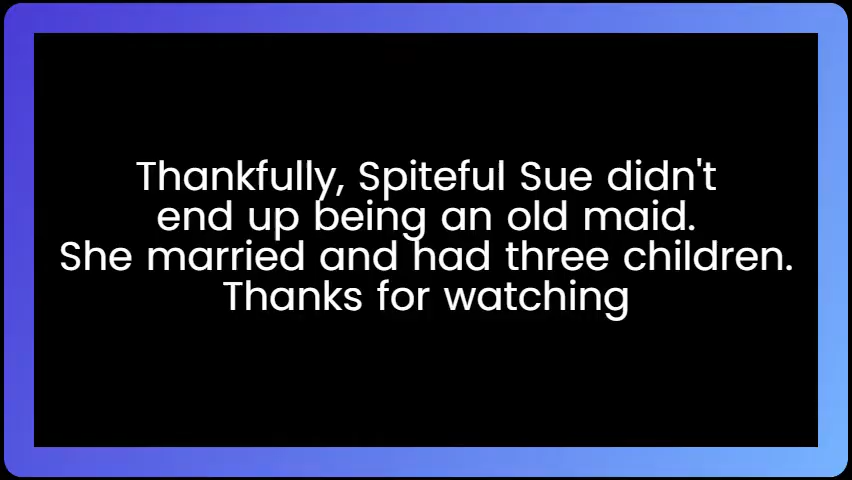 Thankfully, Spiteful Sue didn't
end up being an old maid.
She married and had three children.
Thanks for watching